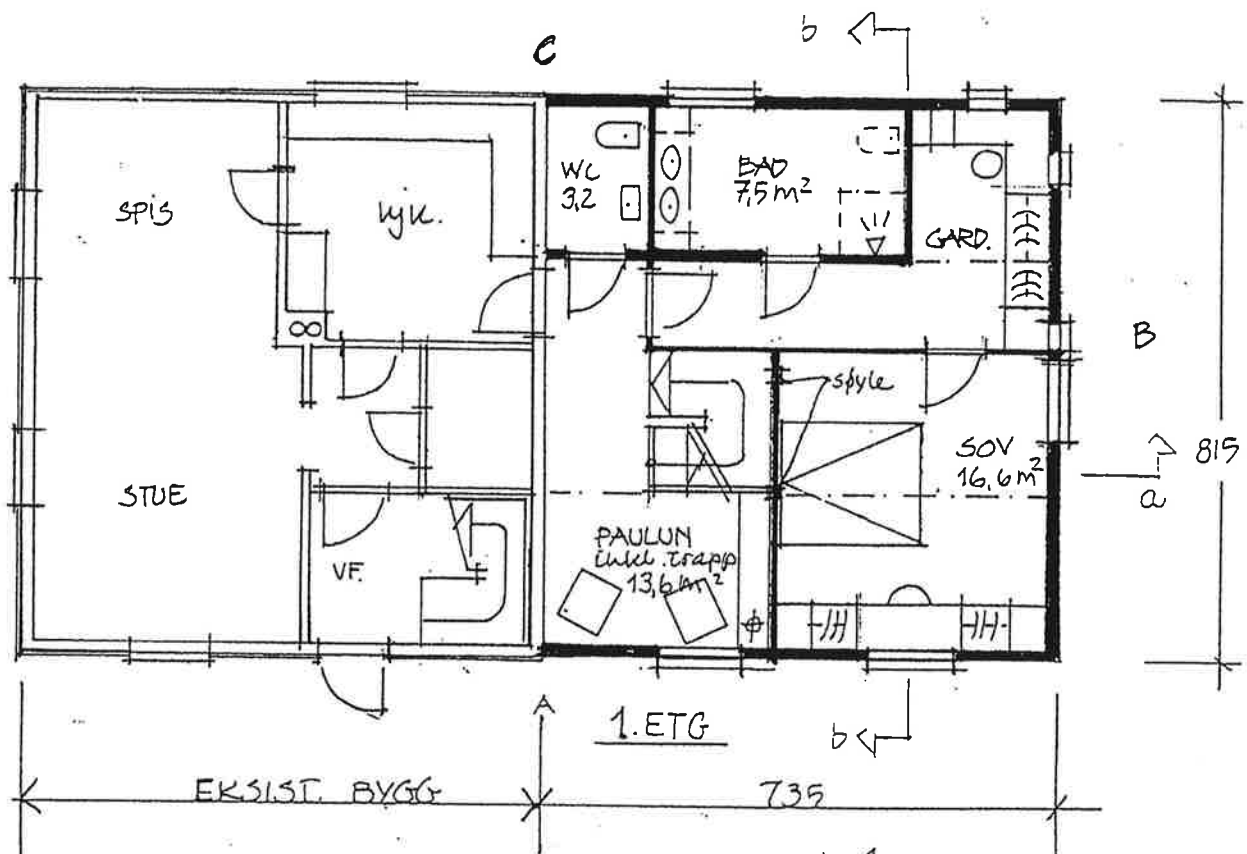 C
b
SPIS
kjk.
WC
3,2
BAD
7,5 m²
GARD.
B
spyle
SOV
16,6 m²
815
a
STUE
PAULUN
inkl. trapp
13,6 m²
VF.
A
1. ETG
b
EKSIST. BYGG
735